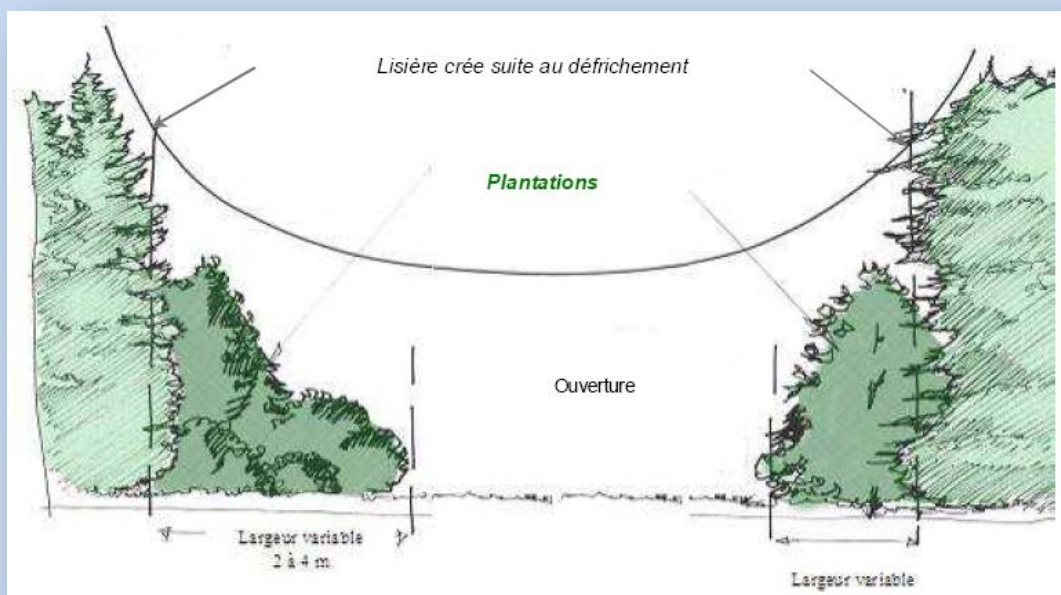 Lisière crée suite au défrichement
Plantations
Ouverture
Largeur variable
2 à 4 m
Largeur variable